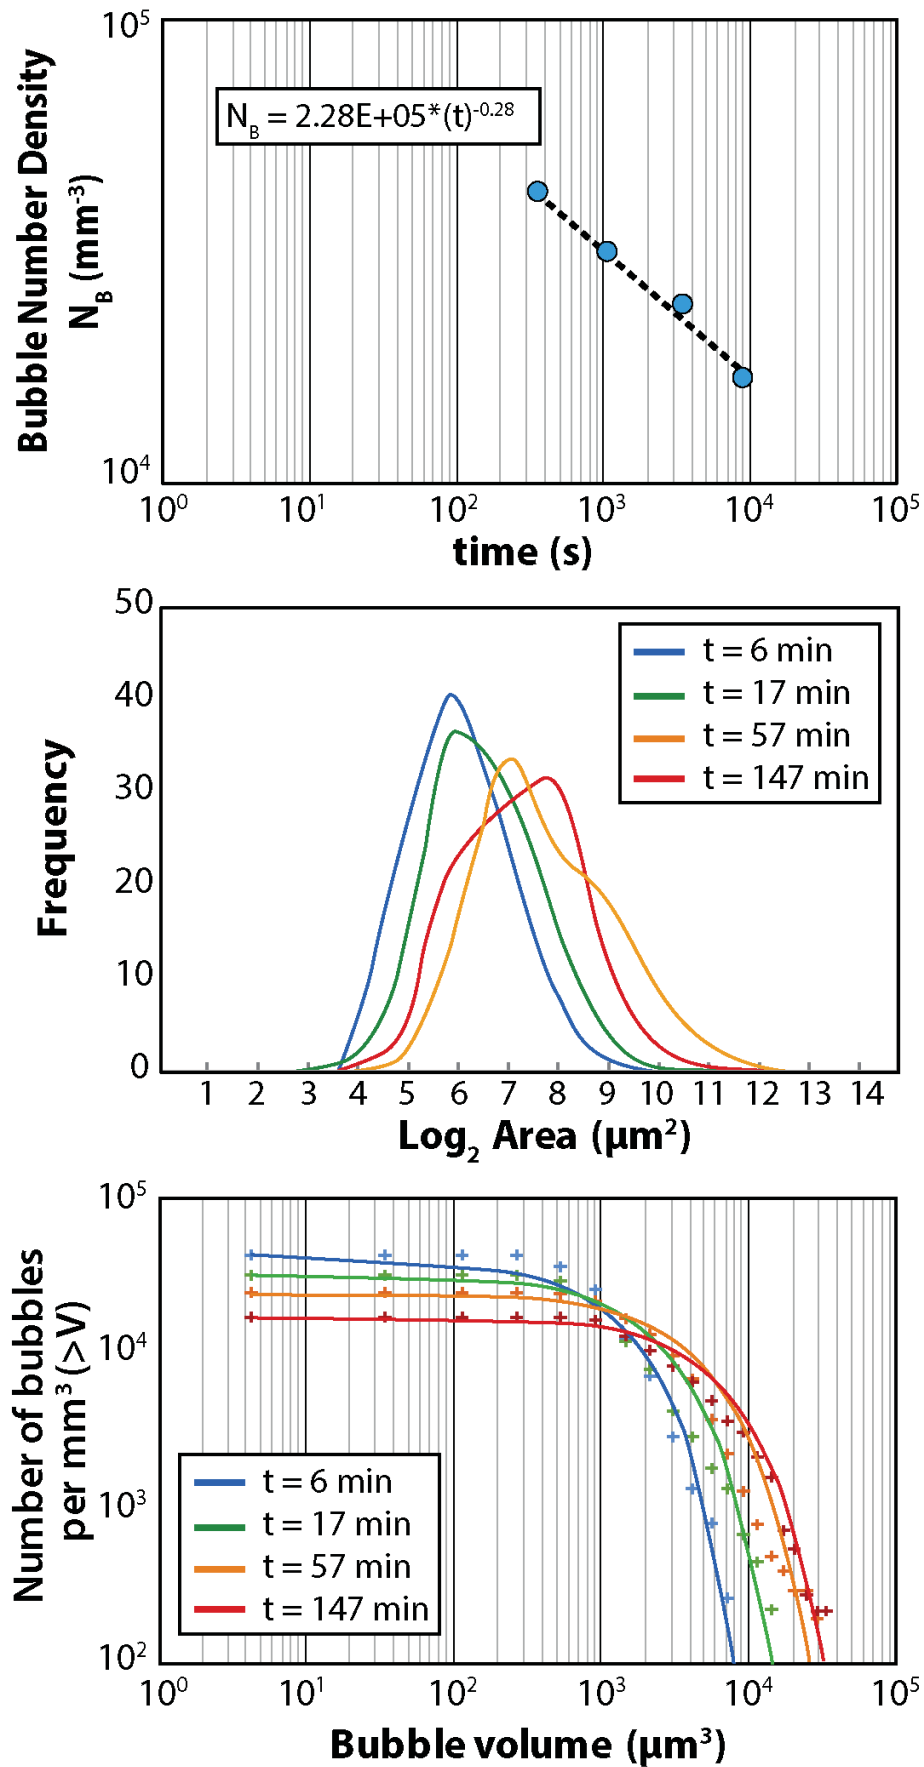 10⁵
Bubble Number Density
N_B (mm⁻³)
N_B = 2.28E+05*(t)⁻⁰·²⁸
10⁴
10⁰ 10¹ 10² 10³ 10⁴ 10⁵
time (s)
50
40
30
20
10
0
Frequency
t = 6 min
t = 17 min
t = 57 min
t = 147 min
1 2 3 4 5 6 7 8 9 10 11 12 13 14
Log₂ Area (µm²)
10⁵
10⁴
10³
10²
Number of bubbles
per mm³ (>V)
t = 6 min
t = 17 min
t = 57 min
t = 147 min
10⁰ 10¹ 10² 10³ 10⁴ 10⁵
Bubble volume (µm³)